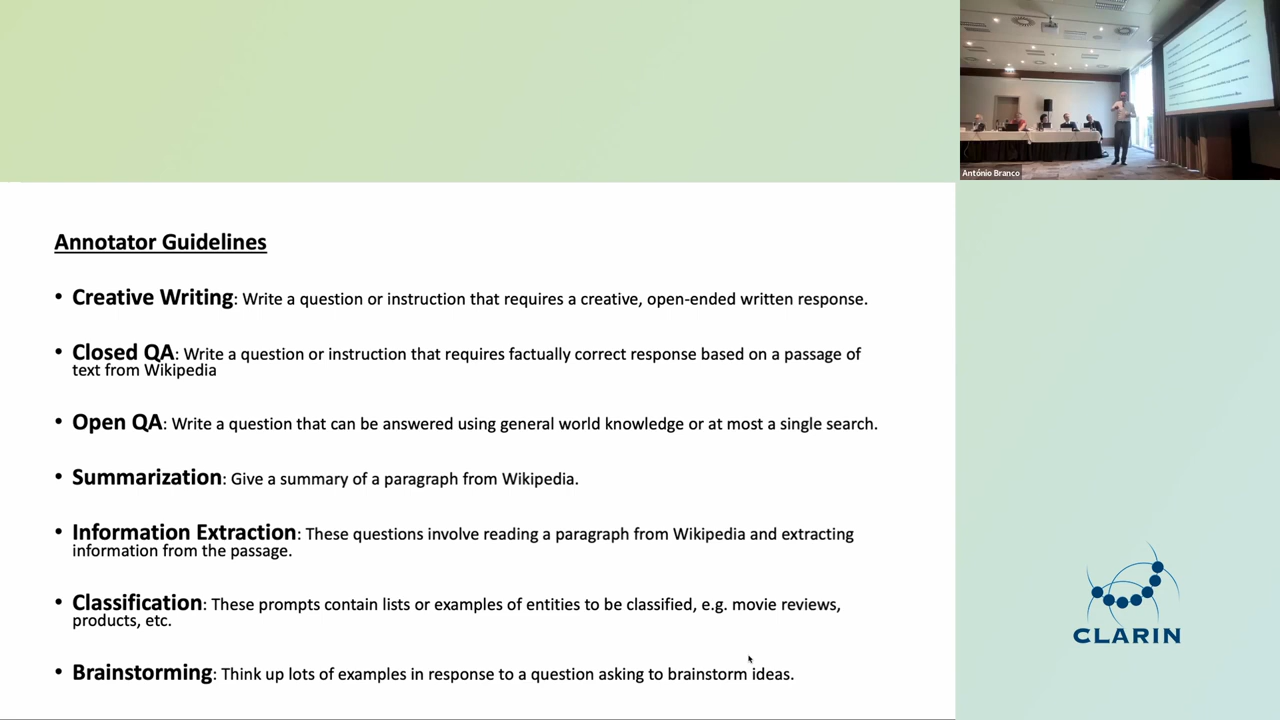 António Branco
Annotator Guidelines
• Creative Writing: Write a question or instruction that requires a creative, open-ended written response.
• Closed QA: Write a question or instruction that requires factually correct response based on a passage of
text from Wikipedia
• Open QA: Write a question that can be answered using general world knowledge or at most a single search.
• Summarization: Give a summary of a paragraph from Wikipedia.
• Information Extraction: These questions involve reading a paragraph from Wikipedia and extracting
information from the passage.
• Classification: These prompts contain lists or examples of entities to be classified, e.g. movie reviews,
products, etc.
• Brainstorming: Think up lots of examples in response to a question asking to brainstorm ideas.
CLARIN